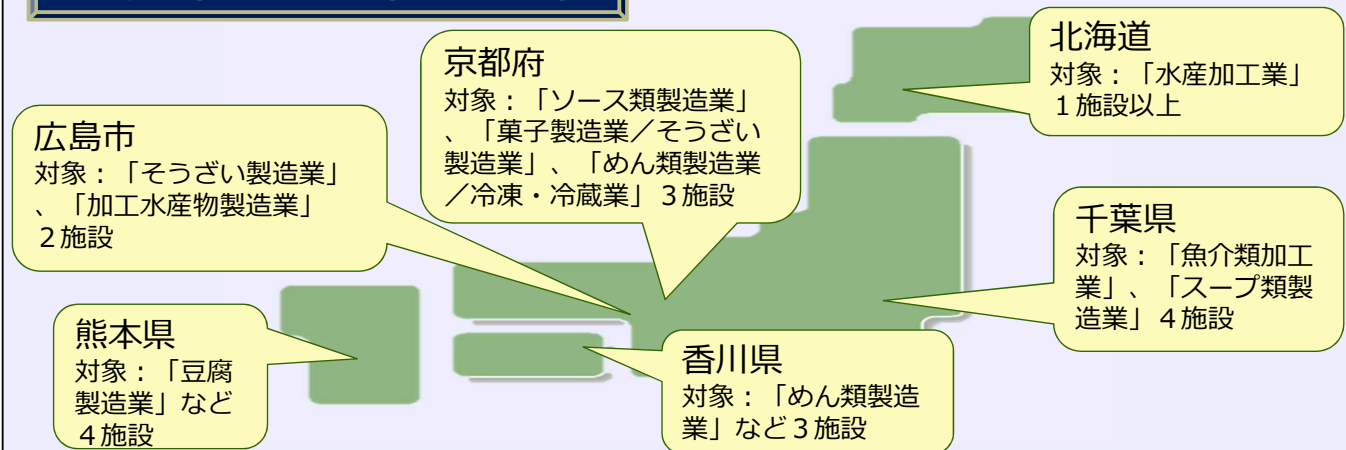 北海道
対象：「水産加工業」
１施設以上
京都府
対象：「ソース類製造業」
、「菓子製造業／そうざい
製造業」、「めん類製造業
／冷凍・冷蔵業」３施設
広島市
対象：「そうざい製造業」
、「加工水産物製造業」
２施設
千葉県
対象：「魚介類加工
業」、「スープ類製
造業」４施設
熊本県
対象：「豆腐
製造業」など
４施設
香川県
対象：「めん類製造
業」など３施設